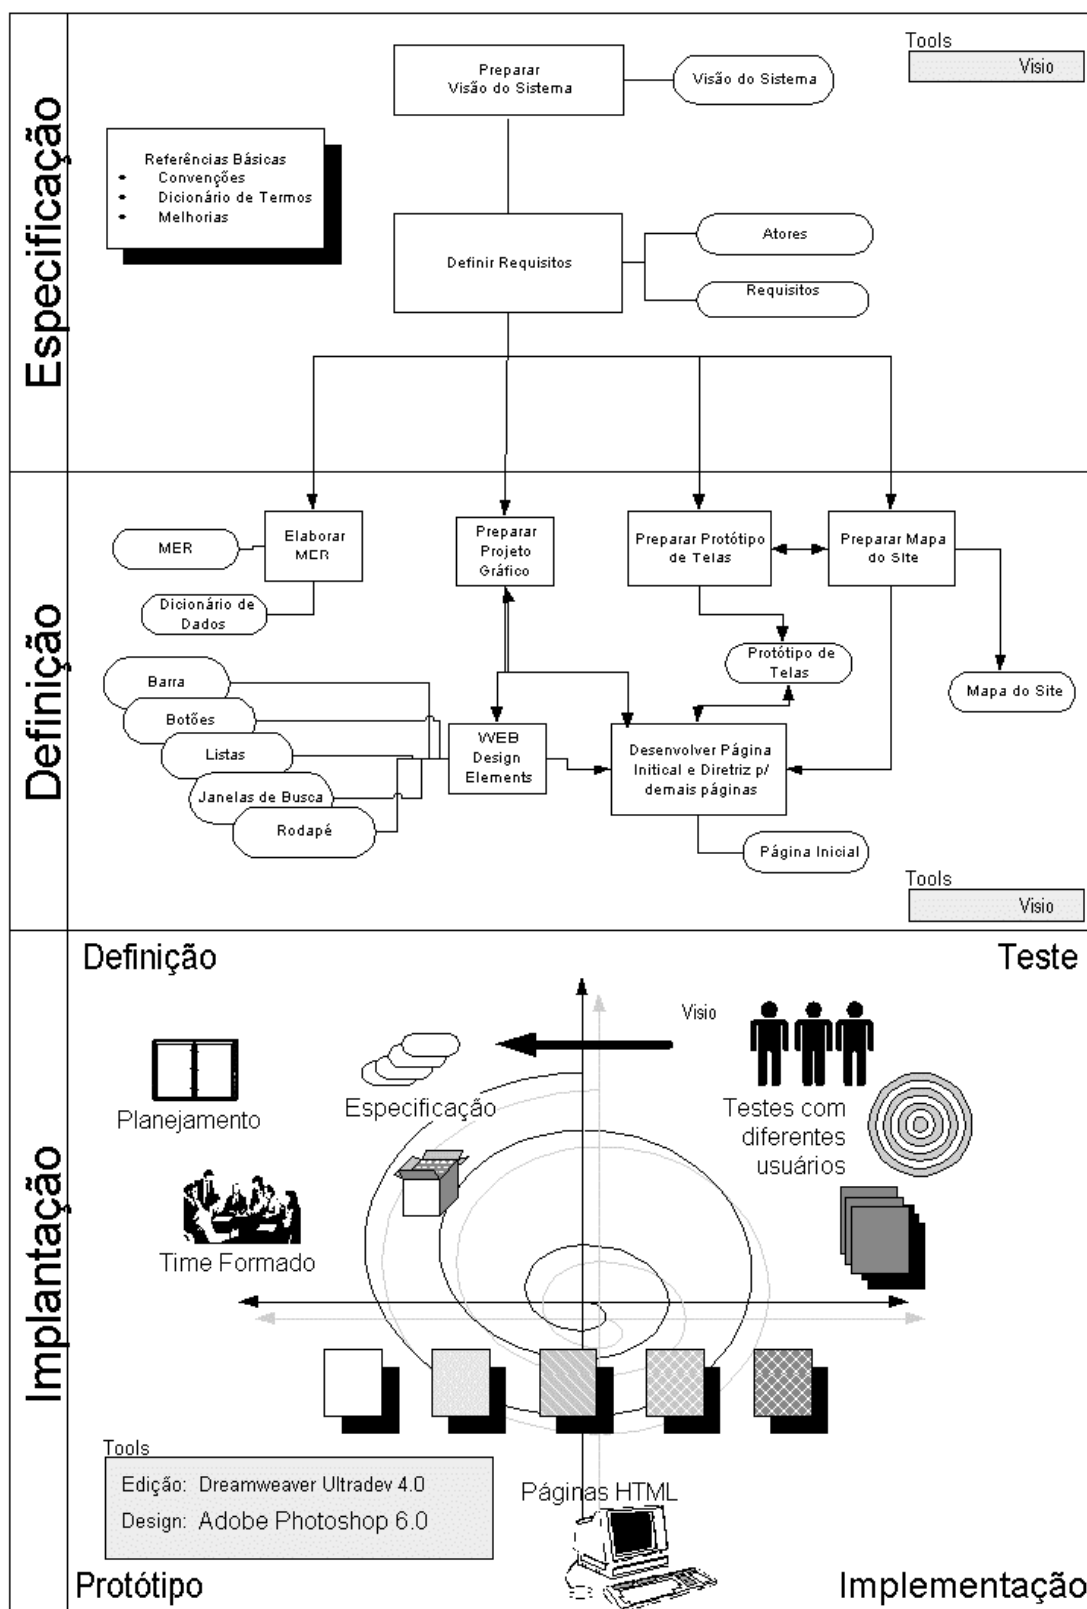 Especificação
Tools
Visio
Preparar
Visão do Sistema
Visão do Sistema
Referências Básicas
• Convenções
• Dicionário de Termos
• Melhorias
Definir Requisitos
Atores
Requisitos
Definição
MER
Elaborar
MER
Dicionário de
Dados
Preparar
Projeto
Gráfico
Preparar Protótipo
de Telas
Preparar Mapa
do Site
Protótipo de
Telas
Mapa do Site
Barra
Botões
Listas
Janelas de Busca
Rodapé
WEB
Design
Elements
Desenvolver Página
Initical e Diretriz p/
demais páginas
Página Inicial
Tools
Visio
Implantação
Definição
Teste
Visio
Planejamento
Especificação
Testes com
diferentes
usuários
Time Formado
Tools
Edição: Dreamweaver Ultradev 4.0
Design: Adobe Photoshop 6.0
Páginas HTML
Protótipo
Implementação